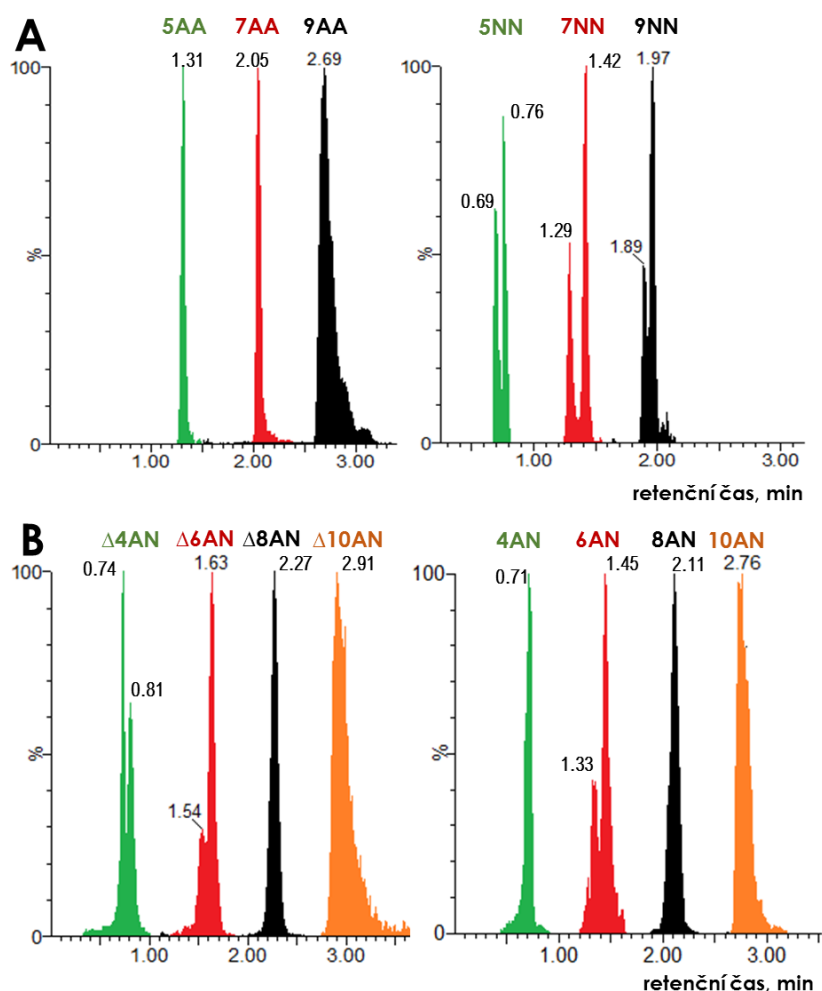 A
5AA 7AA 9AA
1.31 2.05 2.69
100
%
0
1.00 2.00 3.00
5NN 7NN 9NN
1.42 1.97
100
0.76
0.69
1.29
1.89
%
0
1.00 2.00 3.00
retenční čas, min
B
Δ4AN Δ6AN Δ8AN Δ10AN
0.74 1.63 2.27 2.91
100
0.81
1.54
%
0
1.00 2.00 3.00
4AN 6AN 8AN 10AN
0.71 1.45 2.11 2.76
100
1.33
%
0
1.00 2.00 3.00
retenční čas, min